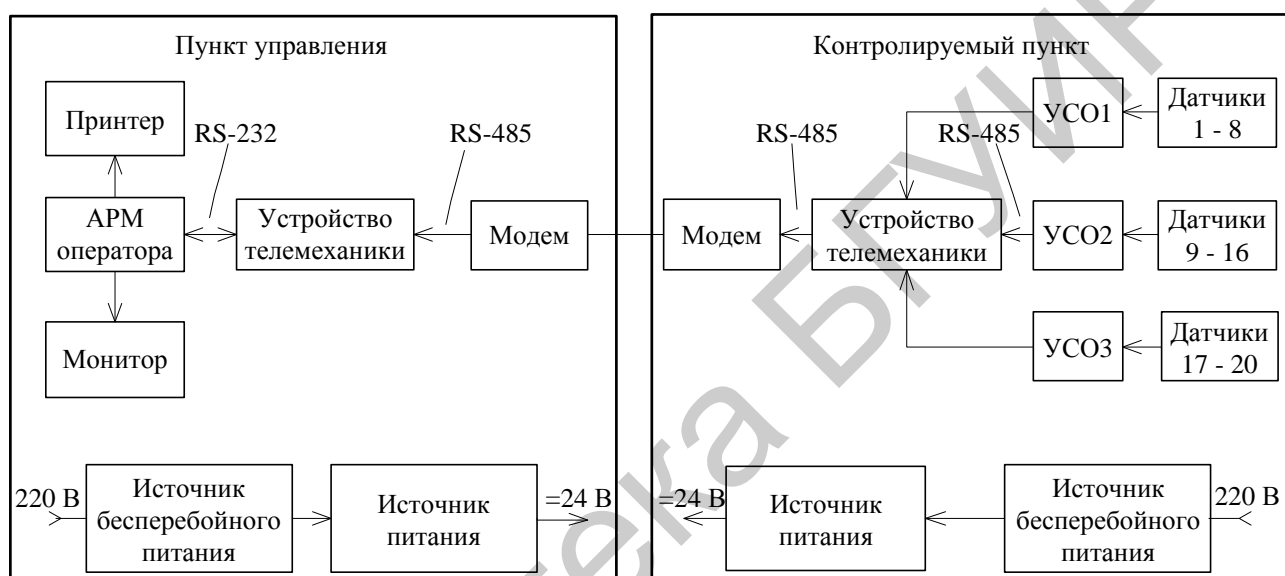 Пункт управления
Принтер
RS-232
RS-485
АРМ
оператора
Устройство
телемеханики
Модем
Монитор
220 В
Источник
бесперебойного
питания
Источник
питания
=24 В
Контролируемый пункт
УСО1
Датчики
1 - 8
RS-485
RS-485
Модем
Устройство
телемеханики
УСО2
Датчики
9 - 16
УСО3
Датчики
17 - 20
=24 В
Источник
питания
Источник
бесперебойного
питания
220 В